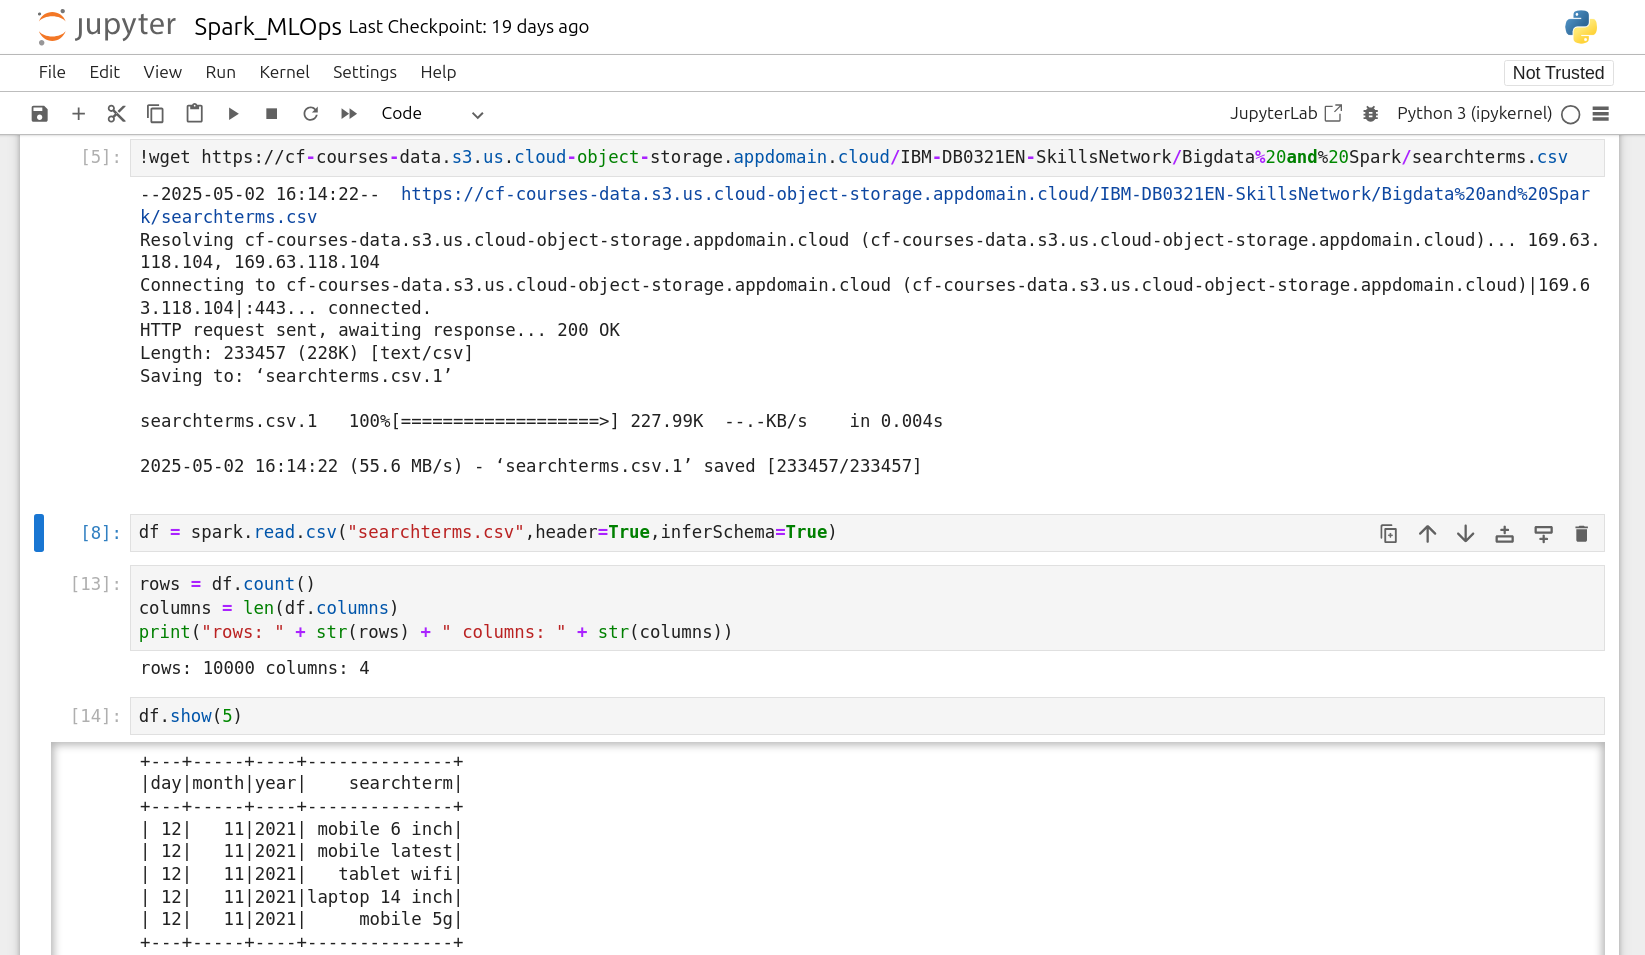 jupyter Spark_MLOps Last Checkpoint: 19 days ago
File Edit View Run Kernel Settings Help Not Trusted
Code JupyterLab Python 3 (ipykernel)
[5]: !wget https://cf-courses-data.s3.us.cloud-object-storage.appdomain.cloud/IBM-DB0321EN-SkillsNetwork/Bigdata%20and%20Spark/searchterms.csv
--2025-05-02 16:14:22--  https://cf-courses-data.s3.us.cloud-object-storage.appdomain.cloud/IBM-DB0321EN-SkillsNetwork/Bigdata%20and%20Spar
k/searchterms.csv
Resolving cf-courses-data.s3.us.cloud-object-storage.appdomain.cloud (cf-courses-data.s3.us.cloud-object-storage.appdomain.cloud)... 169.63.
118.104, 169.63.118.104
Connecting to cf-courses-data.s3.us.cloud-object-storage.appdomain.cloud (cf-courses-data.s3.us.cloud-object-storage.appdomain.cloud)|169.6
3.118.104|:443... connected.
HTTP request sent, awaiting response... 200 OK
Length: 233457 (228K) [text/csv]
Saving to: ‘searchterms.csv.1’
searchterms.csv.1   100%[===================>] 227.99K  --.-KB/s    in 0.004s
2025-05-02 16:14:22 (55.6 MB/s) - ‘searchterms.csv.1’ saved [233457/233457]
[8]: df = spark.read.csv("searchterms.csv",header=True,inferSchema=True)
[13]: rows = df.count()
columns = len(df.columns)
print("rows: " + str(rows) + " columns: " + str(columns))
rows: 10000 columns: 4
[14]: df.show(5)
+---+-----+----+--------------+
|day|month|year|    searchterm|
+---+-----+----+--------------+
| 12|   11|2021| mobile 6 inch|
| 12|   11|2021| mobile latest|
| 12|   11|2021|   tablet wifi|
| 12|   11|2021|laptop 14 inch|
| 12|   11|2021|     mobile 5g|
+---+-----+----+--------------+